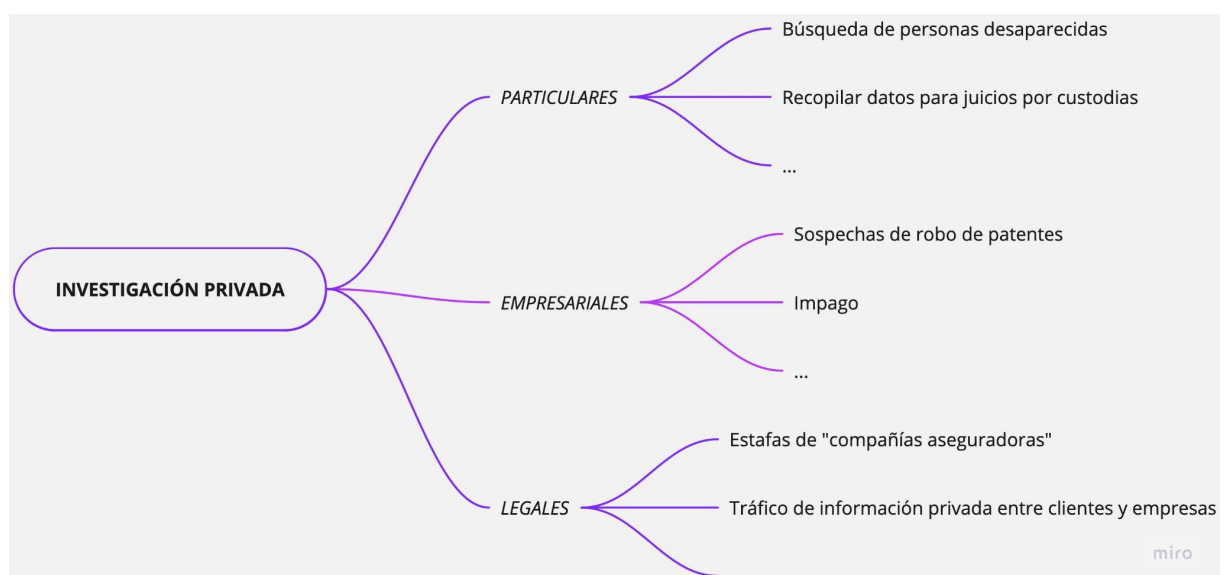 Búsqueda de personas desaparecidas
PARTICULARES
Recopilar datos para juicios por custodias
...
Sospechas de robo de patentes
INVESTIGACIÓN PRIVADA
EMPRESARIALES
Impago
...
Estafas de "compañías aseguradoras"
LEGALES
Tráfico de información privada entre clientes y empresas
miro